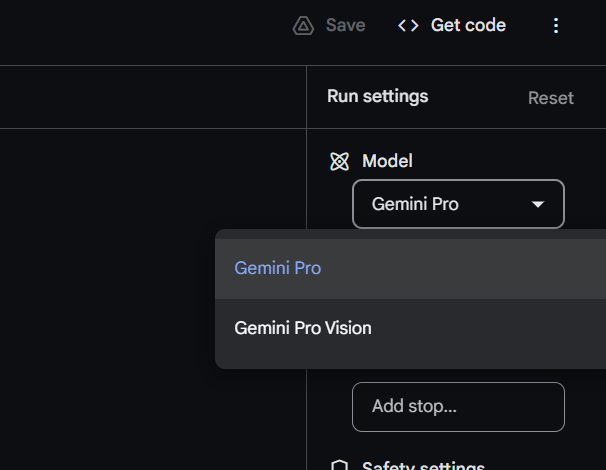 Save
Get code
Run settings
Reset
Model
Gemini Pro
Gemini Pro
Gemini Pro Vision
Add stop...
Safety settings